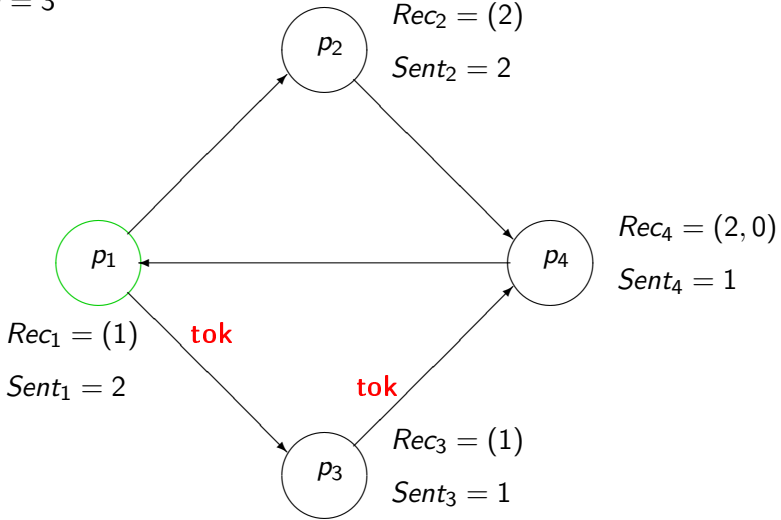 = 3
Rec₂ = (2)
p₂
Sent₂ = 2
Rec₄ = (2, 0)
p₁
p₄
Sent₄ = 1
Rec₁ = (1)
tok
Sent₁ = 2
tok
Rec₃ = (1)
p₃
Sent₃ = 1